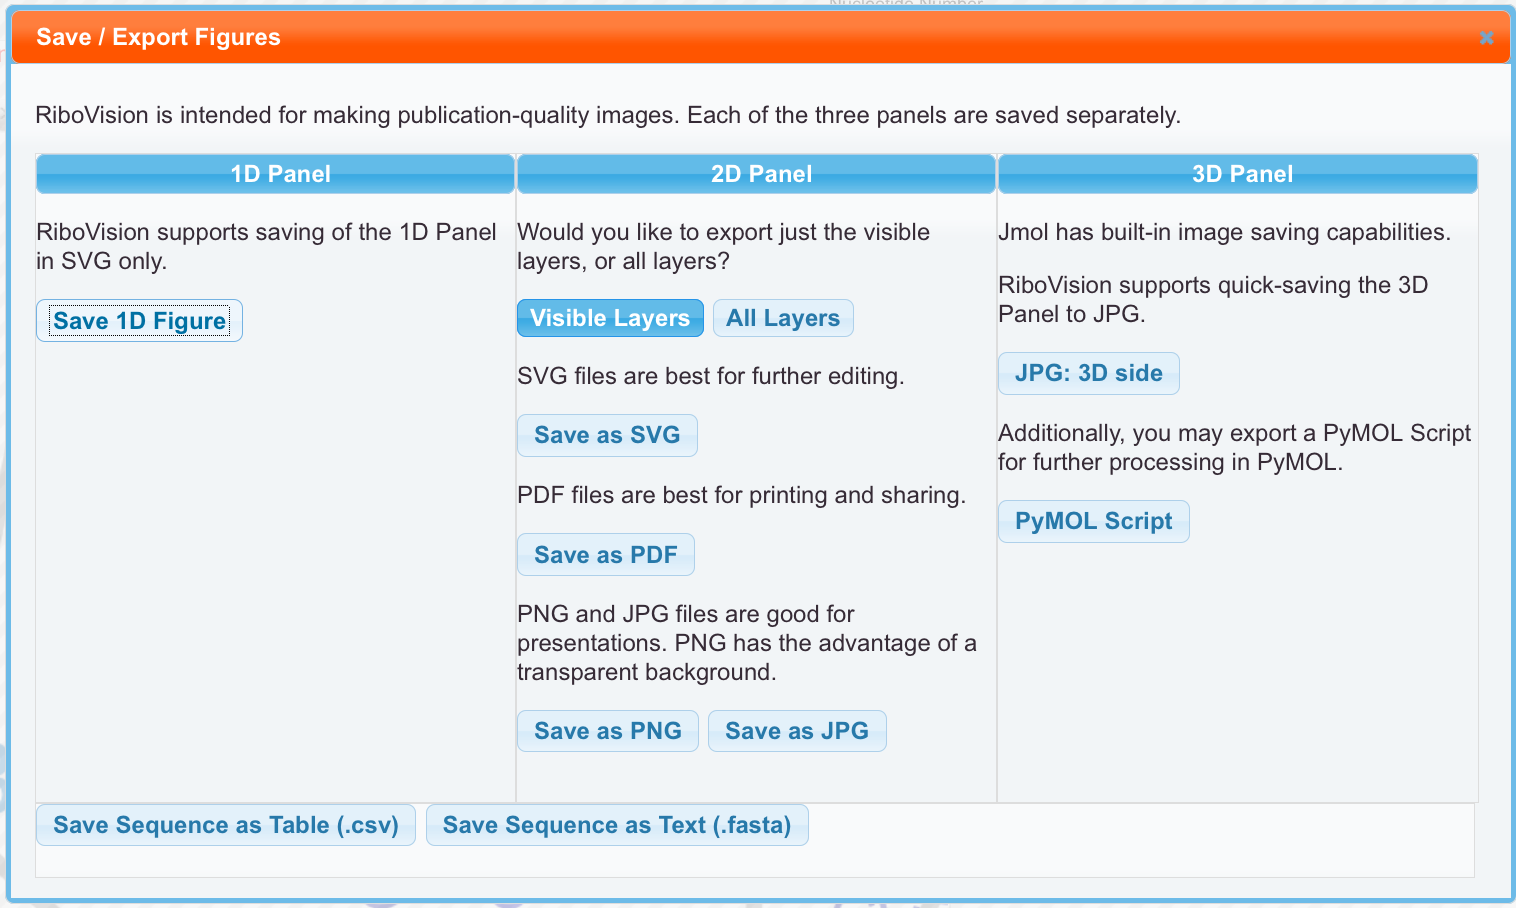 Nucleotide Number
Save / Export Figures
RiboVision is intended for making publication-quality images. Each of the three panels are saved separately.
1D Panel
RiboVision supports saving of the 1D Panel
in SVG only.
Save 1D Figure
2D Panel
Would you like to export just the visible
layers, or all layers?
Visible Layers All Layers
SVG files are best for further editing.
Save as SVG
PDF files are best for printing and sharing.
Save as PDF
PNG and JPG files are good for
presentations. PNG has the advantage of a
transparent background.
Save as PNG Save as JPG
3D Panel
Jmol has built-in image saving capabilities.
RiboVision supports quick-saving the 3D
Panel to JPG.
JPG: 3D side
Additionally, you may export a PyMOL Script
for further processing in PyMOL.
PyMOL Script
Save Sequence as Table (.csv) Save Sequence as Text (.fasta)